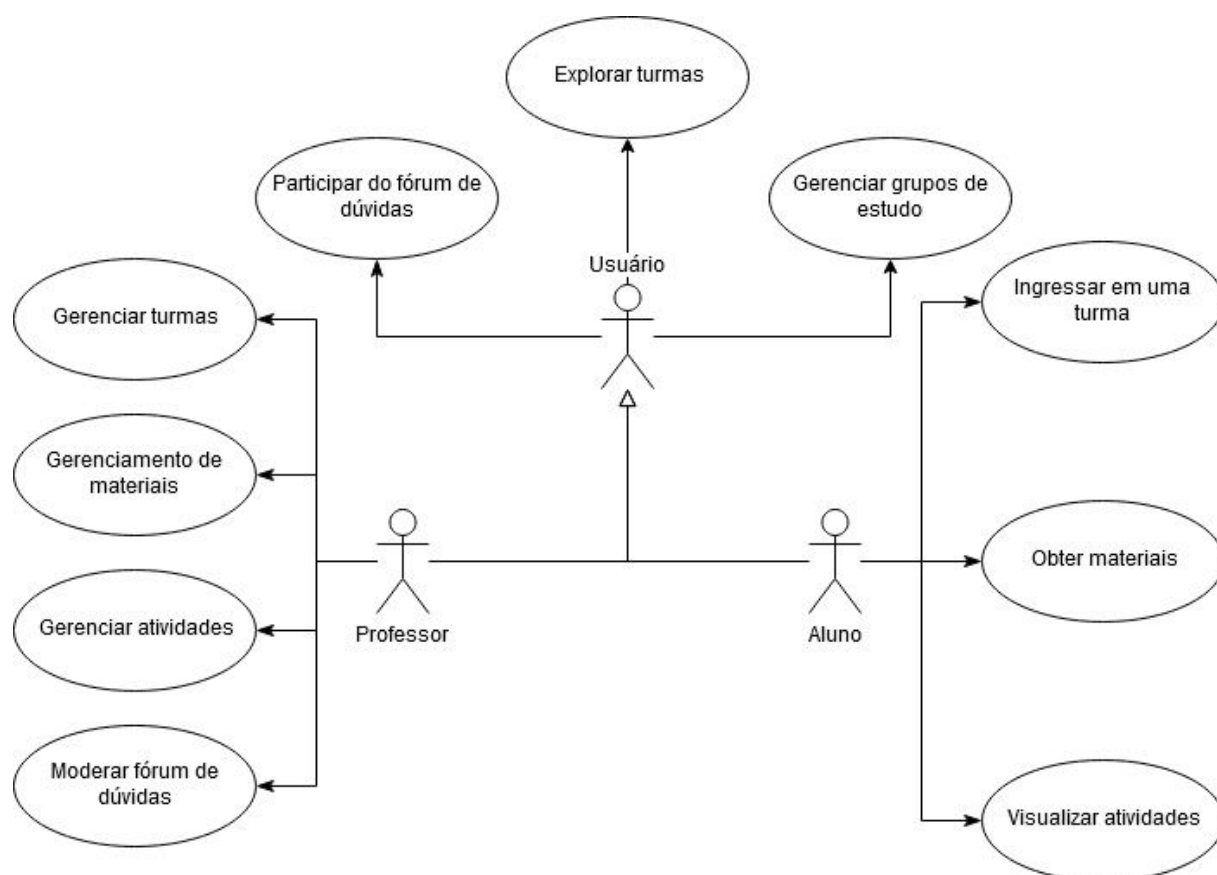 Explorar turmas
Participar do fórum de
dúvidas
Gerenciar grupos de
estudo
Usuário
Ingressar em uma
turma
Gerenciar turmas
Gerenciamento de
materiais
Obter materiais
Gerenciar atividades
Professor
Aluno
Moderar fórum de
dúvidas
Visualizar atividades